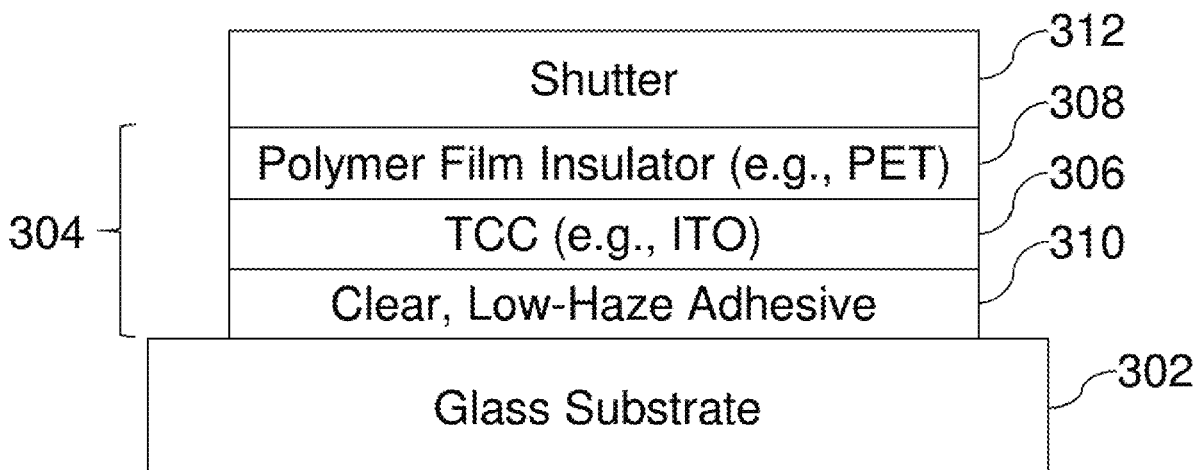 312
Shutter
308
Polymer Film Insulator (e.g., PET)
306
304
TCC (e.g., ITO)
310
Clear, Low-Haze Adhesive
302
Glass Substrate